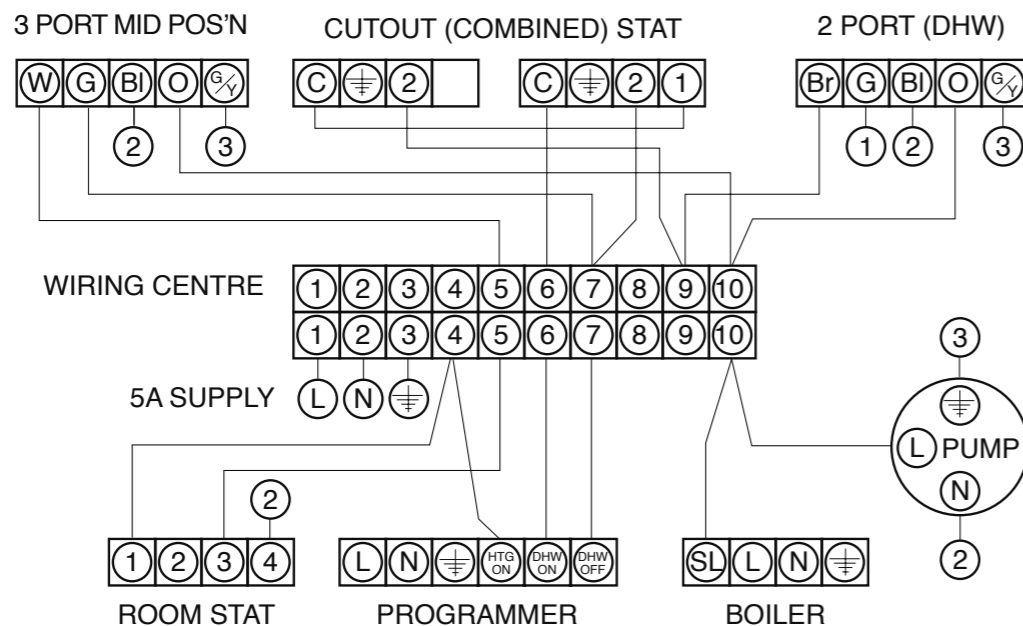 3 PORT MID POS'N
CUTOUT (COMBINED) STAT
2 PORT (DHW)
W G Bl O G/Y
C 2
C 2 1
Br G Bl O G/Y
2 3
1 2 3
WIRING CENTRE
1 2 3 4 5 6 7 8 9 10
1 2 3 4 5 6 7 8 9 10
5A SUPPLY
L N
3
L PUMP
N
2
2
1 2 3 4
L N HTG ON DHW ON DHW OFF
SL L N
ROOM STAT
PROGRAMMER
BOILER